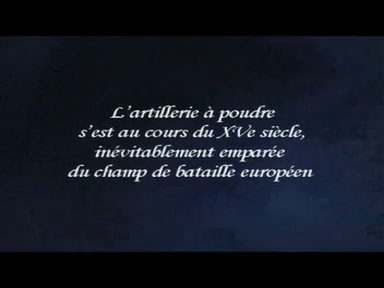 L'artillerie à poudre
s'est au cours du XVe siècle,
inévitablement emparée
du champ de bataille européen